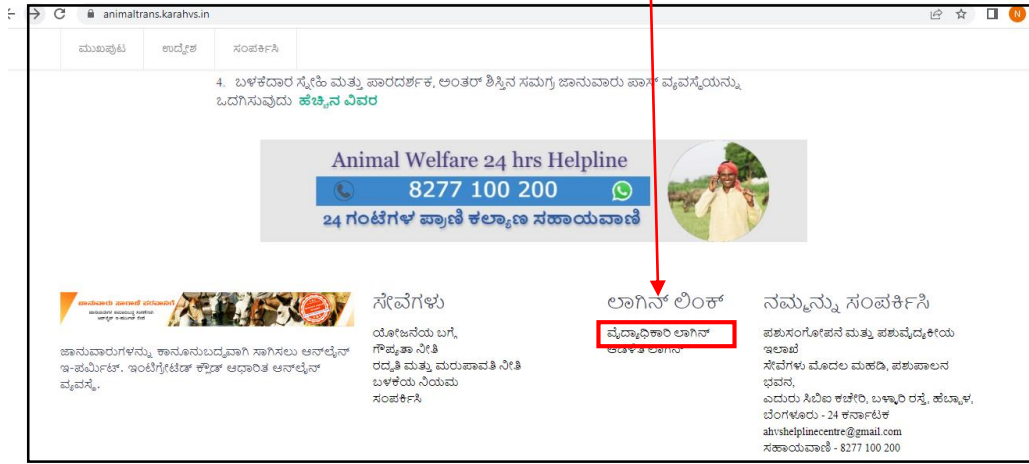 animaltrans.karahvs.in
N
ಮುಖಪುಟ ಉದ್ದೇಶ ಸಂಪರ್ಕಿಸಿ
4. ಬಳಕೆದಾರ ಸ್ನೇಹಿ ಮತ್ತು ಪಾರದರ್ಶಕ, ಅಂತರ್ ಶಿಸ್ತಿನ ಸಮಗ್ರ ಜಾನುವಾರು ಪಾಸ್ ವ್ಯವಸ್ಥೆಯನ್ನು
ಒದಗಿಸುವುದು ಹೆಚ್ಚಿನ ವಿವರ
Animal Welfare 24 hrs Helpline
8277 100 200
24 ಗಂಟೆಗಳ ಪ್ರಾಣಿ ಕಲ್ಯಾಣ ಸಹಾಯವಾಣಿ
ಜಾನುವಾರು ಸಾಗಾಣೆ ಪರವಾನಗಿ
ಜಾನುವಾರುಗಳನ್ನು ಕಾನೂನುಬದ್ಧವಾಗಿ ಸಾಗಿಸಲು ಆನ್‌ಲೈನ್
ಇ-ಪರ್ಮಿಟ್. ಇಂಟಿಗ್ರೇಟೆಡ್ ಕ್ಲೌಡ್ ಆಧಾರಿತ ಆನ್‌ಲೈನ್
ವ್ಯವಸ್ಥೆ.
ಸೇವೆಗಳು
ಯೋಜನೆಯ ಬಗ್ಗೆ
ಗೌಪ್ಯತಾ ನೀತಿ
ರದ್ಧತಿ ಮತ್ತು ಮರುಪಾವತಿ ನೀತಿ
ಬಳಕೆಯ ನಿಯಮ
ಸಂಪರ್ಕಿಸಿ
ಲಾಗಿನ್ ಲಿಂಕ್
ವೈದ್ಯಾಧಿಕಾರಿ ಲಾಗಿನ್
ಆಡಳಿತ ಲಾಗಿನ್
ನಮ್ಮನ್ನು ಸಂಪರ್ಕಿಸಿ
ಪಶುಸಂಗೋಪನೆ ಮತ್ತು ಪಶುವೈದ್ಯಕೀಯ
ಇಲಾಖೆ
ಸೇವೆಗಳು ಮೊದಲ ಮಹಡಿ, ಪಶುಪಾಲನ
ಭವನ,
ಎದುರು ಸಿಬಿಐ ಕಚೇರಿ, ಬಳ್ಳಾರಿ ರಸ್ತೆ, ಹೆಬ್ಬಾಳ,
ಬೆಂಗಳೂರು - 24 ಕರ್ನಾಟಕ
ahvshelplinecentre@gmail.com
ಸಹಾಯವಾಣಿ - 8277 100 200